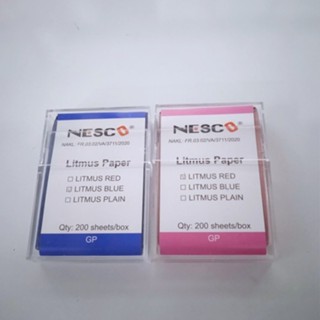 NESCO
Litmus Paper
☐ LITMUS RED
☑ LITMUS BLUE
☐ LITMUS PLAIN
Qty: 200 sheets/box
GP
NESCO
Litmus Paper
☑ LITMUS RED
☐ LITMUS BLUE
☐ LITMUS PLAIN
Qty: 200 sheets/box
GP